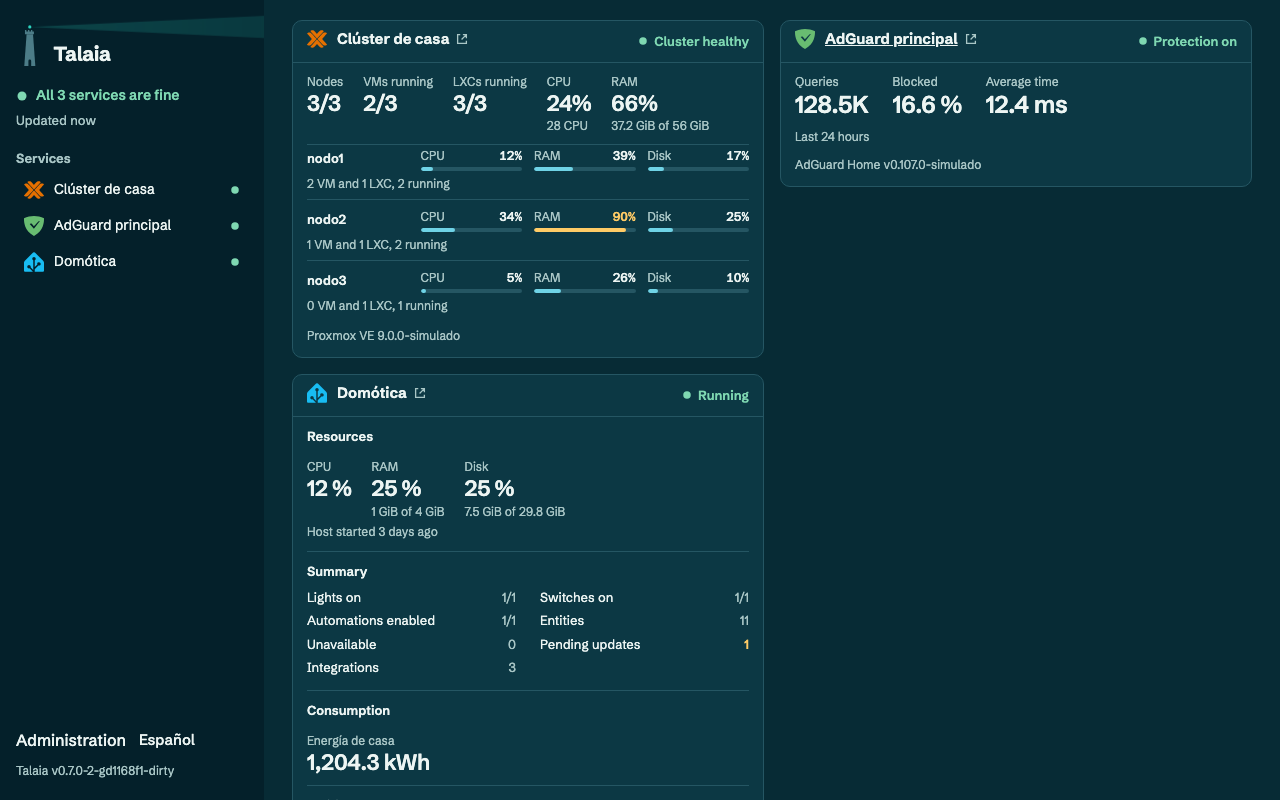 Talaia
All 3 services are fine
Updated now
Services
Clúster de casa
AdGuard principal
Domótica
Administration Español
Talaia v0.7.0-2-gd1168f1-dirty
Clúster de casa
Cluster healthy
Nodes VMs running LXCs running CPU RAM
3/3 2/3 3/3 24% 66%
28 CPU 37.2 GiB of 56 GiB
nodo1 CPU 12% RAM 39% Disk 17%
2 VM and 1 LXC, 2 running
nodo2 CPU 34% RAM 90% Disk 25%
1 VM and 1 LXC, 2 running
nodo3 CPU 5% RAM 26% Disk 10%
0 VM and 1 LXC, 1 running
Proxmox VE 9.0.0-simulado
AdGuard principal
Protection on
Queries Blocked Average time
128.5K 16.6 % 12.4 ms
Last 24 hours
AdGuard Home v0.107.0-simulado
Domótica
Running
Resources
CPU RAM Disk
12 % 25 % 25 %
1 GiB of 4 GiB 7.5 GiB of 29.8 GiB
Host started 3 days ago
Summary
Lights on 1/1 Switches on 1/1
Automations enabled 1/1 Entities 11
Unavailable 0 Pending updates 1
Integrations 3
Consumption
Energía de casa
1,204.3 kWh